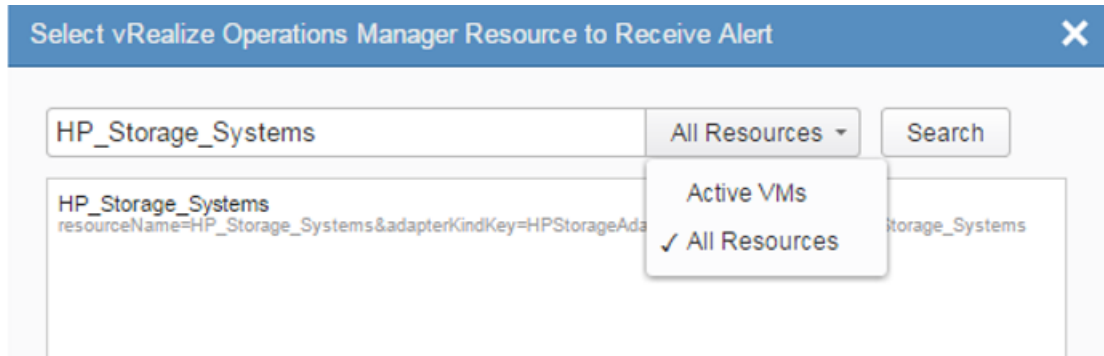 Select vRealize Operations Manager Resource to Receive Alert
HP_Storage_Systems All Resources Search
HP_Storage_Systems
resourceName=HP_Storage_Systems&adapterKindKey=HPStorageAda torage_Systems
Active VMs
✓ All Resources